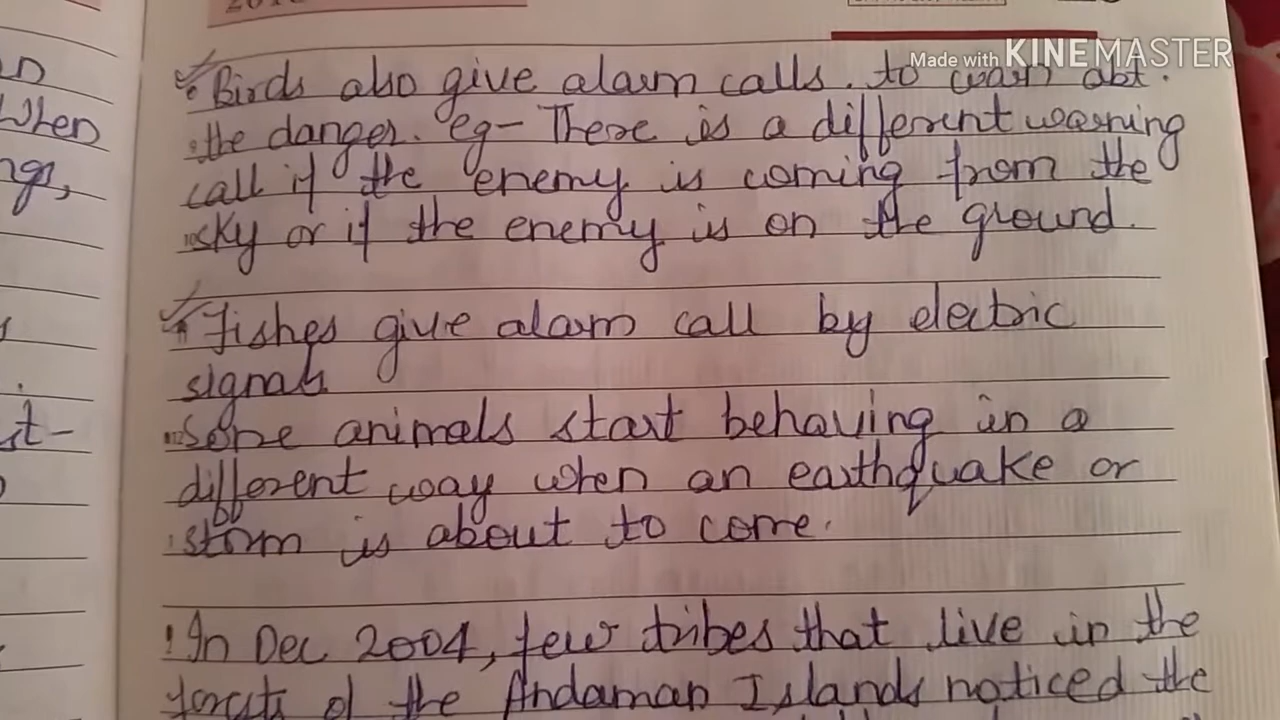 Made with KINEMASTER
Birds also give alarm calls. to warn abt.
the danger. eg- There is a different warning
call if the enemy is coming from the
sky or if the enemy is on the ground.
Fishes give alarm call by electric
signals
Some animals start behaving in a
different way when an earthquake or
storm is about to come.
In Dec 2004, few tribes that live in the
forests of the Andaman Islands noticed the
when